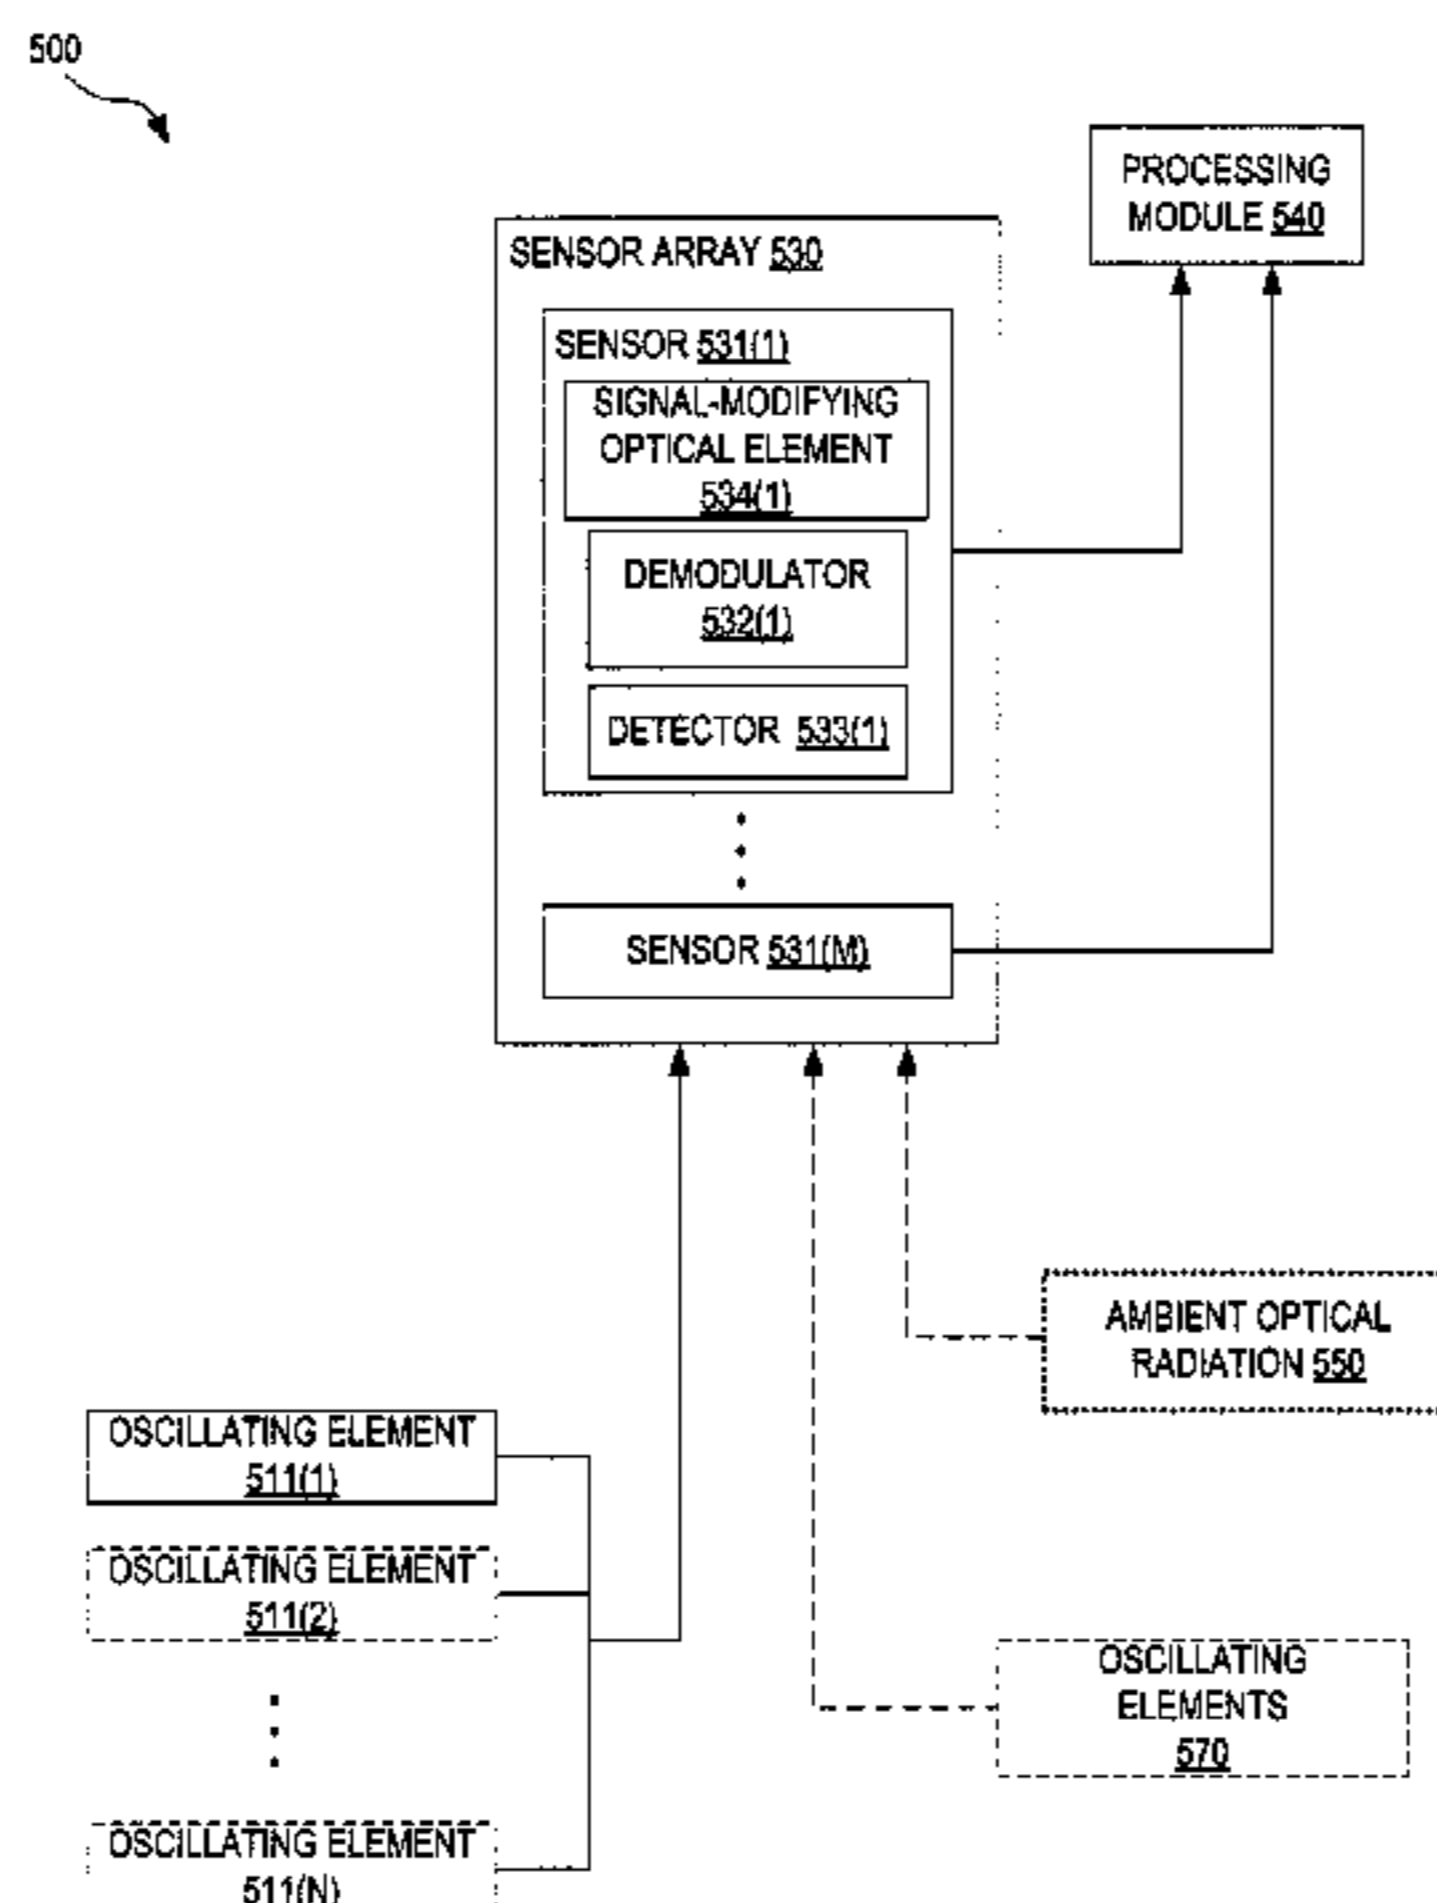 500
PROCESSING
MODULE 540
SENSOR ARRAY 530
SENSOR 531(1)
SIGNAL-MODIFYING
OPTICAL ELEMENT
534(1)
DEMODULATOR
532(1)
DETECTOR 533(1)
SENSOR 531(M)
AMBIENT OPTICAL
RADIATION 550
OSCILLATING ELEMENT
511(1)
OSCILLATING ELEMENT
511(2)
OSCILLATING
ELEMENTS
570
OSCILLATING ELEMENT
511(N)